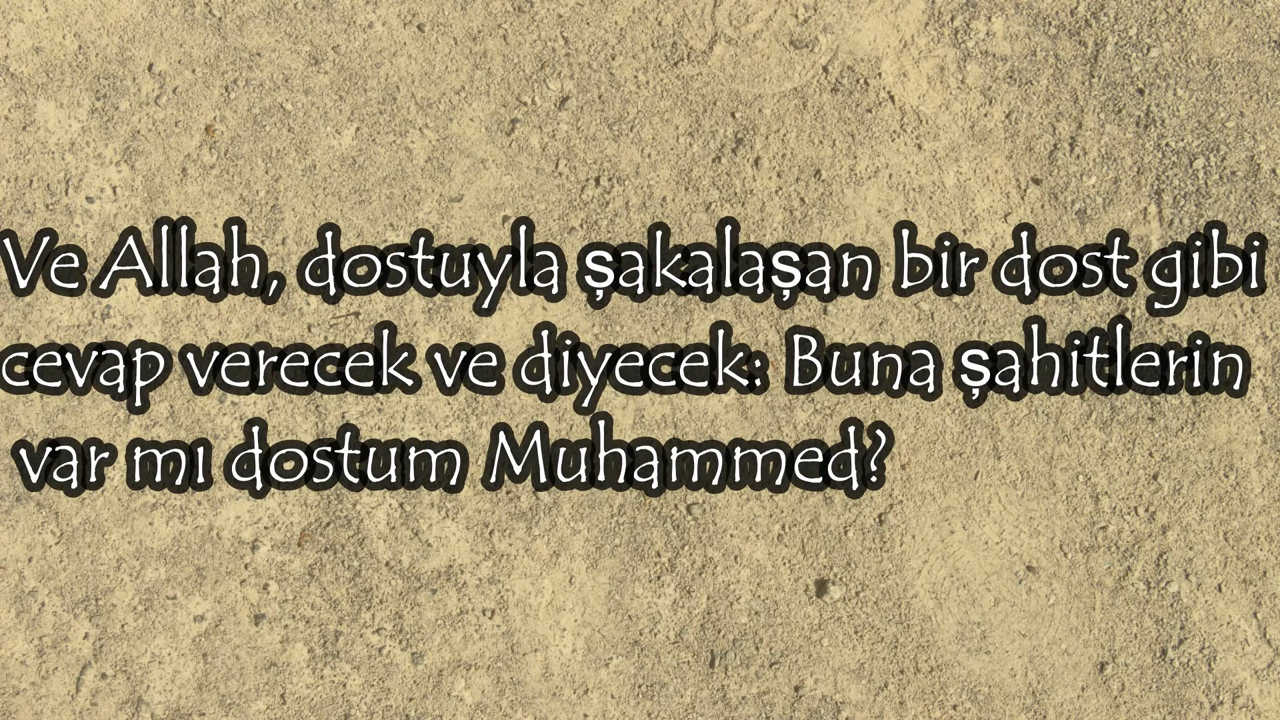 Ve Allah, dostuyla şakalaşan bir dost gibi
cevap verecek ve diyecek: Buna şahitlerin
var mı dostum Muhammed?